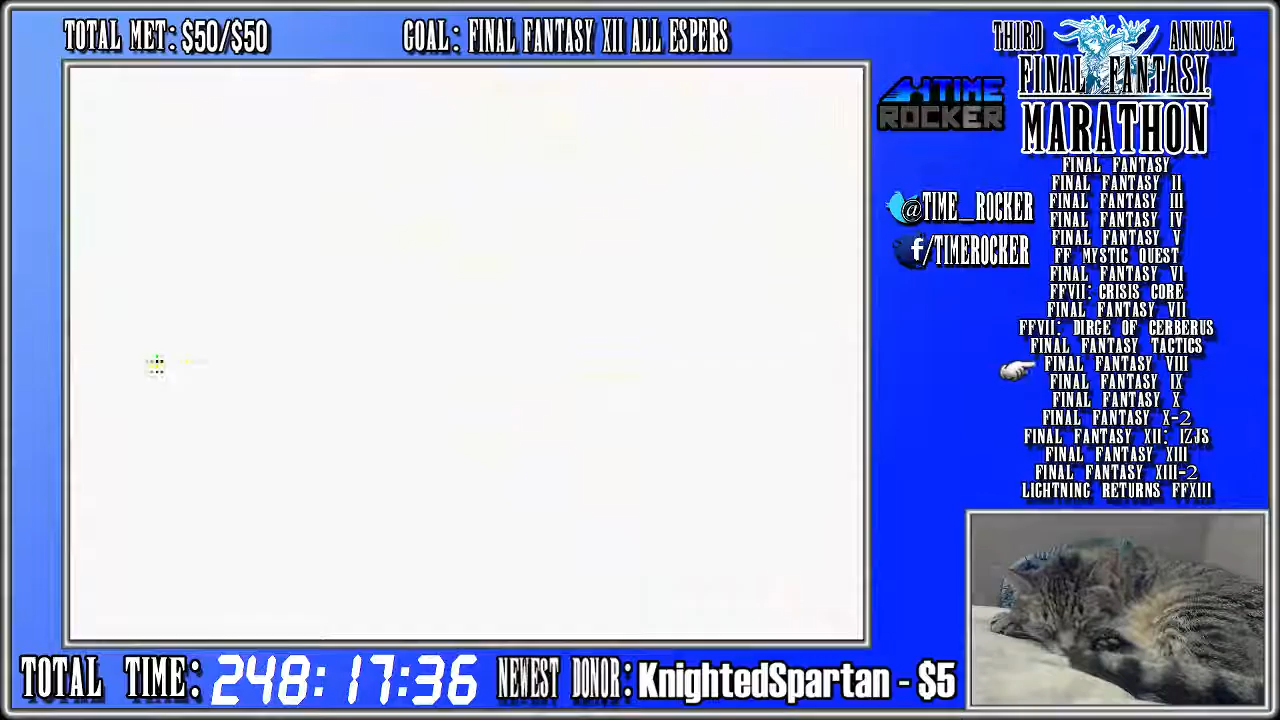 TOTAL MET: $50/$50
GOAL: FINAL FANTASY XII ALL ESPERS
THIRD ANNUAL
FINAL FANTASY
MARATHON
TIME
ROCKER
@TIME_ROCKER
f/TIMEROCKER
FINAL FANTASY
FINAL FANTASY II
FINAL FANTASY III
FINAL FANTASY IV
FINAL FANTASY V
FF MYSTIC QUEST
FINAL FANTASY VI
FFVII: CRISIS CORE
FINAL FANTASY VII
FFVII: DIRGE OF CERBERUS
FINAL FANTASY TACTICS
FINAL FANTASY VIII
FINAL FANTASY IX
FINAL FANTASY X
FINAL FANTASY X-2
FINAL FANTASY XII: IZJS
FINAL FANTASY XIII
FINAL FANTASY XIII-2
LIGHTNING RETURNS FFXIII
TOTAL TIME: 248:17:36
NEWEST DONOR: KnightedSpartan - $5